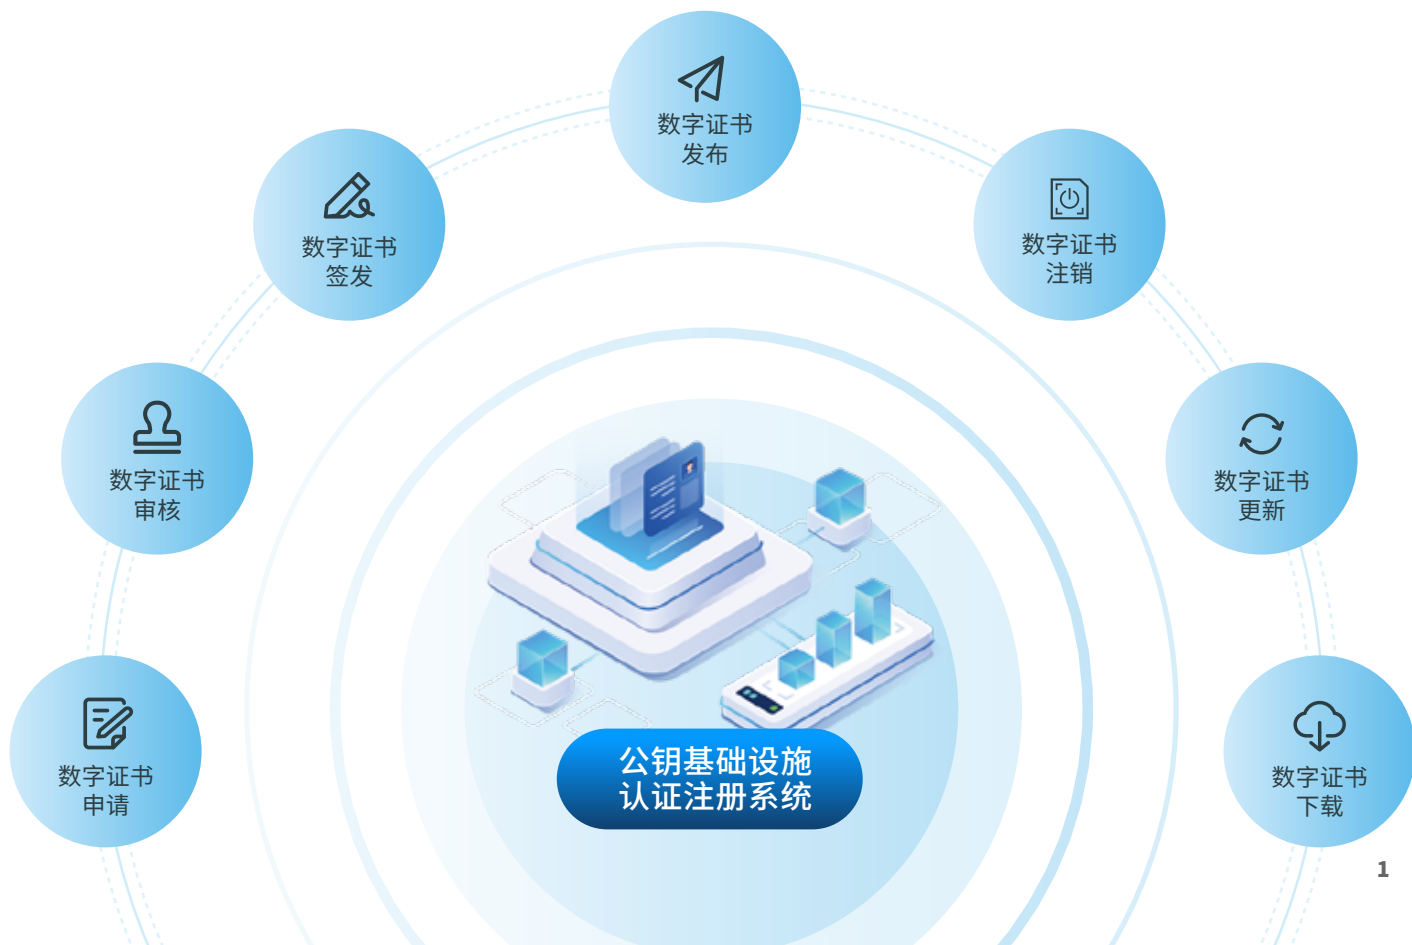 数字证书
发布
数字证书
签发
数字证书
注销
数字证书
审核
数字证书
更新
数字证书
申请
公钥基础设施
认证注册系统
数字证书
下载
1